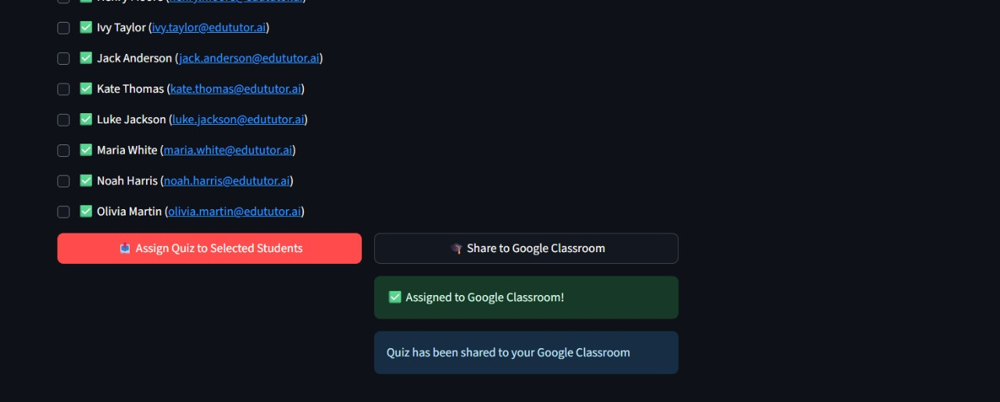 ✅ Ivy Taylor (ivy.taylor@edututor.ai)
✅ Jack Anderson (jack.anderson@edututor.ai)
✅ Kate Thomas (kate.thomas@edututor.ai)
✅ Luke Jackson (luke.jackson@edututor.ai)
✅ Maria White (maria.white@edututor.ai)
✅ Noah Harris (noah.harris@edututor.ai)
✅ Olivia Martin (olivia.martin@edututor.ai)
📤 Assign Quiz to Selected Students
🎓 Share to Google Classroom
✅ Assigned to Google Classroom!
Quiz has been shared to your Google Classroom